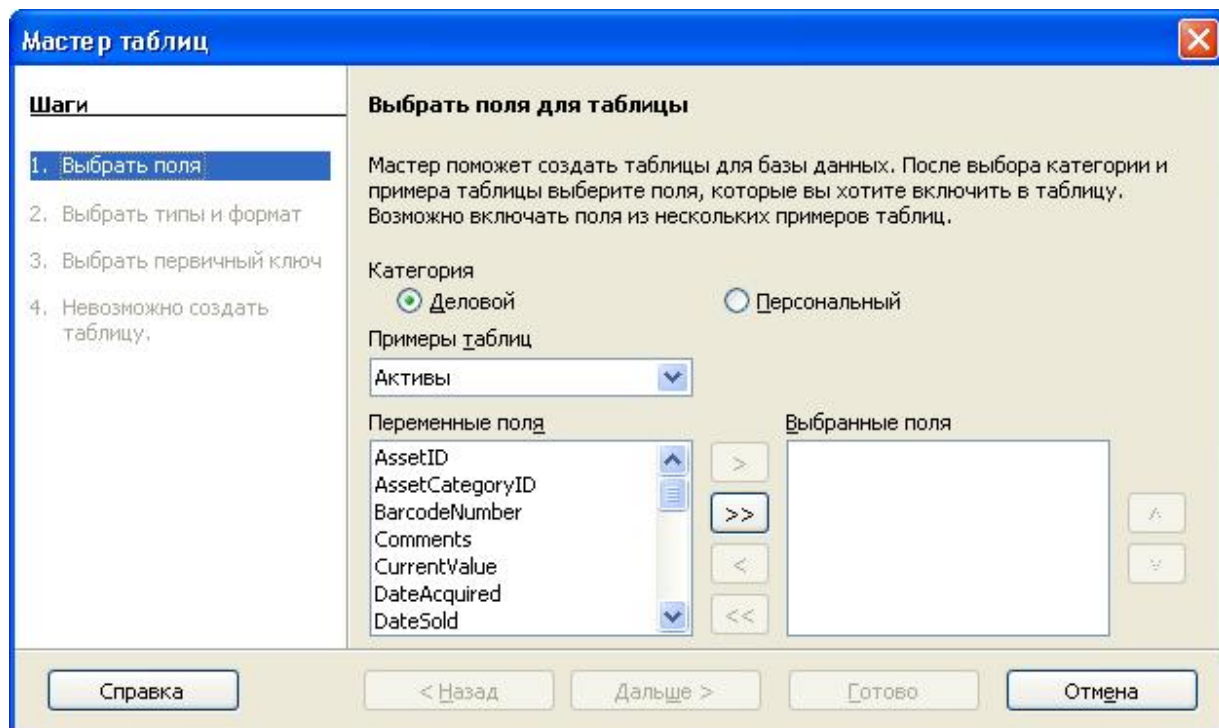 Мастер таблиц
Шаги
1. Выбрать поля
2. Выбрать типы и формат
3. Выбрать первичный ключ
4. Невозможно создать
таблицу.
Выбрать поля для таблицы
Мастер поможет создать таблицы для базы данных. После выбора категории и
примера таблицы выберите поля, которые вы хотите включить в таблицу.
Возможно включать поля из нескольких примеров таблиц.
Категория
Деловой
Персональный
Примеры таблиц
Активы
Переменные поля
Выбранные поля
AssetID
AssetCategoryID
BarcodeNumber
Comments
CurrentValue
DateAcquired
DateSold
>
>>
<
<<
Справка
< Назад
Дальше >
Готово
Отмена